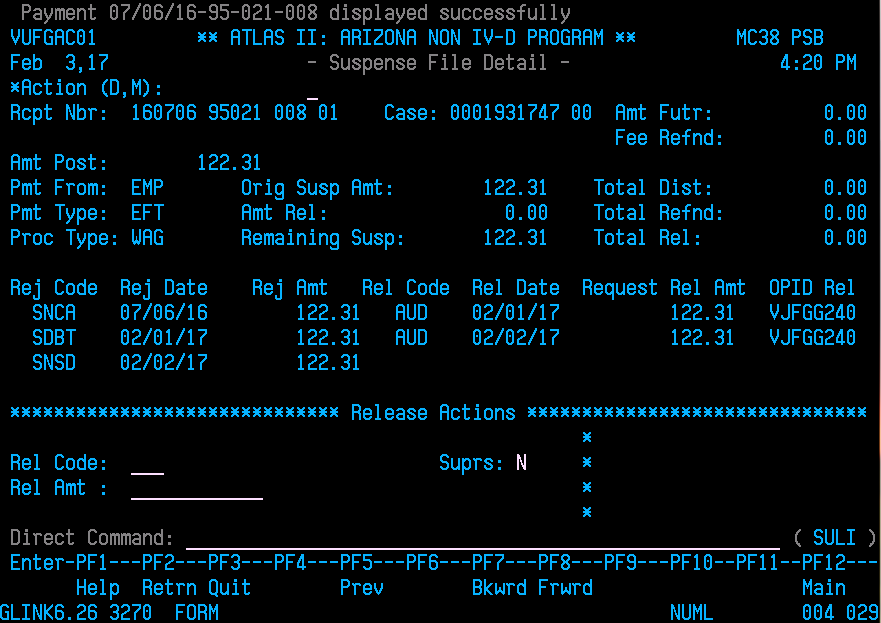 Payment 07/06/16-95-021-008 displayed successfully
VUFGAC01 ** ATLAS II: ARIZONA NON IV-D PROGRAM ** MC38 PSB
Feb 3,17 - Suspense File Detail - 4:20 PM
*Action (D,M): _
Rcpt Nbr: 160706 95021 008 01 Case: 0001931747 00 Amt Futr: 0.00
Fee Refnd: 0.00
Amt Post: 122.31
Pmt From: EMP Orig Susp Amt: 122.31 Total Dist: 0.00
Pmt Type: EFT Amt Rel: 0.00 Total Refnd: 0.00
Proc Type: WAG Remaining Susp: 122.31 Total Rel: 0.00
Rej Code Rej Date Rej Amt Rel Code Rel Date Request Rel Amt OPID Rel
SNCA 07/06/16 122.31 AUD 02/01/17 122.31 VJFGG240
SDBT 02/01/17 122.31 AUD 02/02/17 122.31 VJFGG240
SNSD 02/02/17 122.31
****************************** Release Actions *******************************
*
Rel Code: ___ Suprs: N *
Rel Amt : ____________ *
*
Direct Command: ______________________________________________________ ( SULI )
Enter-PF1---PF2---PF3---PF4---PF5---PF6---PF7---PF8---PF9---PF10--PF11--PF12---
Help Retrn Quit Prev Bkwrd Frwrd Main
GLINK6.26 3270 FORM NUML 004 029